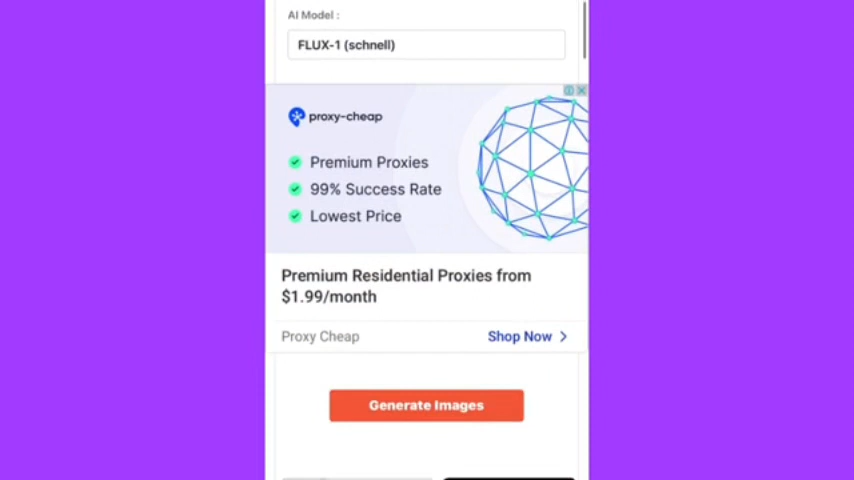 AI Model :
FLUX-1 (schnell)
proxy-cheap
Premium Proxies
99% Success Rate
Lowest Price
Premium Residential Proxies from
$1.99/month
Proxy Cheap
Shop Now
Generate Images